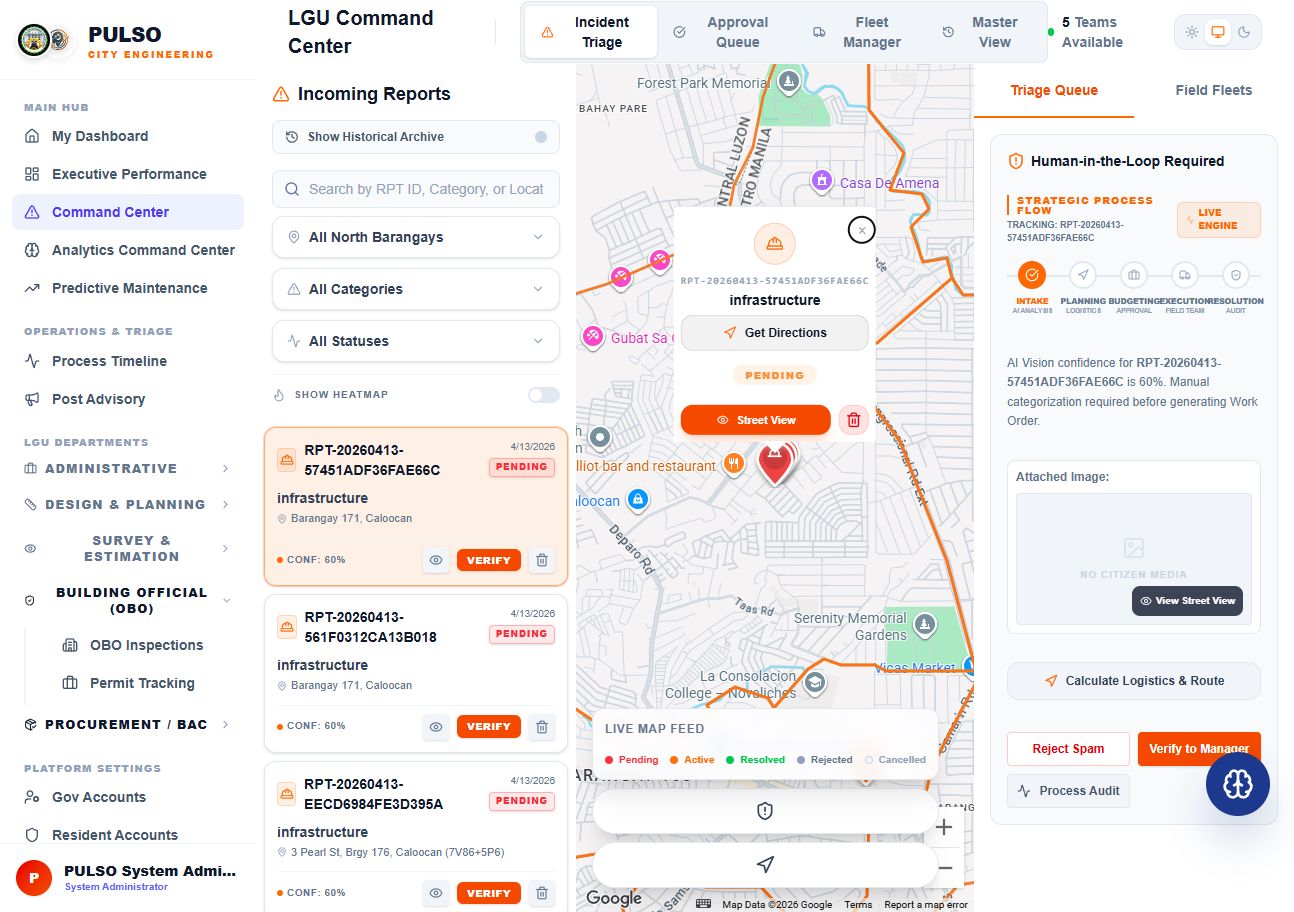 PULSO
CITY ENGINEERING
MAIN HUB
My Dashboard
Executive Performance
Command Center
Analytics Command Center
Predictive Maintenance
OPERATIONS & TRIAGE
Process Timeline
Post Advisory
LGU DEPARTMENTS
ADMINISTRATIVE
DESIGN & PLANNING
SURVEY &
ESTIMATION
BUILDING OFFICIAL
(OBO)
OBO Inspections
Permit Tracking
PROCUREMENT / BAC
PLATFORM SETTINGS
Gov Accounts
Resident Accounts
P
PULSO System Admi...
System Administrator
LGU Command
Center
Incident
Triage
Approval
Queue
Fleet
Manager
Master
View
5 Teams
Available
Incoming Reports
Show Historical Archive
Search by RPT ID, Category, or Locat
All North Barangays
All Categories
All Statuses
SHOW HEATMAP
RPT-20260413-
57451ADF36FAE66C
4/13/2026
PENDING
infrastructure
Barangay 171, Caloocan
CONF: 60%
VERIFY
RPT-20260413-
561F0312CA13B018
4/13/2026
PENDING
infrastructure
Barangay 171, Caloocan
CONF: 60%
VERIFY
RPT-20260413-
EECD6984FE3D395A
4/13/2026
PENDING
infrastructure
3 Pearl St, Brgy 176, Caloocan (7V86+5P6)
CONF: 60%
VERIFY
Forest Park Memorial
BAHAY PARE
NTRAL LUZON
TRO MANILA
Casa De Amena
RPT-20260413-57451ADF36FAE66C
infrastructure
Get Directions
PENDING
Street View
Gubat Sa C
lliot bar and restaurant
aloocan
Deparo Rd
Taas Rd
Serenity Memorial
Gardens
Vicas Market
La Consolacion
College – Novaliches
LIVE MAP FEED
Pending
Active
Resolved
Rejected
Cancelled
Google
Map Data ©2026 Google
Terms
Report a map error
Triage Queue
Field Fleets
Human-in-the-Loop Required
STRATEGIC PROCESS
FLOW
TRACKING: RPT-20260413-
57451ADF36FAE66C
LIVE
ENGINE
INTAKE
AI ANALYSIS
PLANNING
LOGISTICS
BUDGETING
APPROVAL
EXECUTION
FIELD TEAM
RESOLUTION
AUDIT
AI Vision confidence for RPT-20260413-
57451ADF36FAE66C is 60%. Manual
categorization required before generating Work
Order.
Attached Image:
NO CITIZEN MEDIA
View Street View
Calculate Logistics & Route
Reject Spam
Verify to Manager
Process Audit